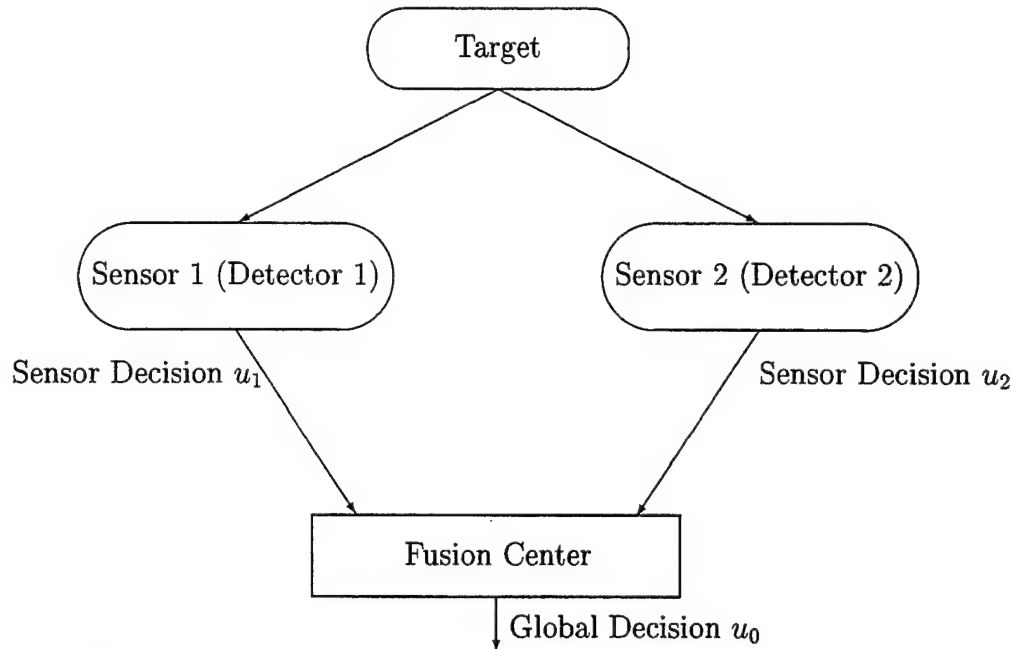 Target
Sensor 1 (Detector 1)
Sensor 2 (Detector 2)
Sensor Decision u₁
Sensor Decision u₂
Fusion Center
Global Decision u₀